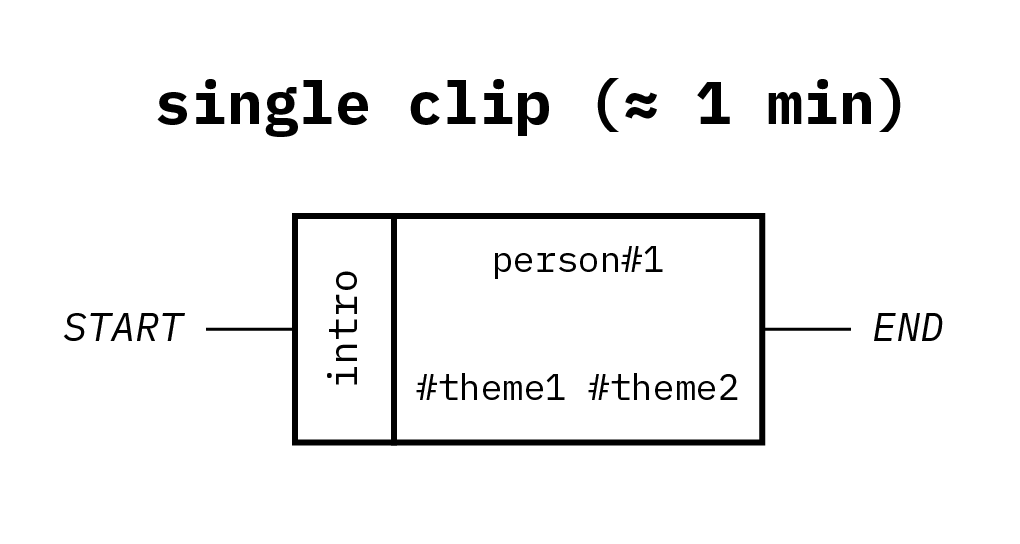 single clip (≈ 1 min)
START
intro
person#1
#theme1 #theme2
END